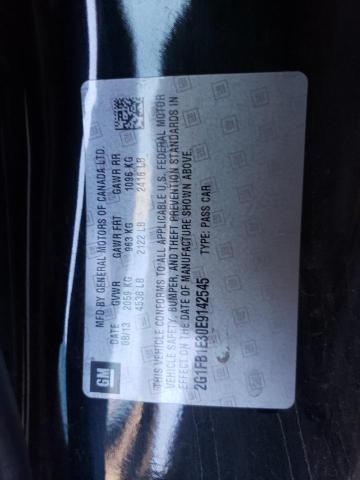 GM
MFD BY GENERAL MOTORS OF CANADA LTD.
DATE GVWR GAWR FRT GAWR RR
08/13 2059 KG 963 KG 1096 KG
4538 LB 2122 LB 2416 LB
THIS VEHICLE CONFORMS TO ALL APPLICABLE U.S. FEDERAL MOTOR
VEHICLE SAFETY, BUMPER, AND THEFT PREVENTION STANDARDS IN
EFFECT ON THE DATE OF MANUFACTURE SHOWN ABOVE.
2G1FB1E30E9142545 TYPE: PASS CAR